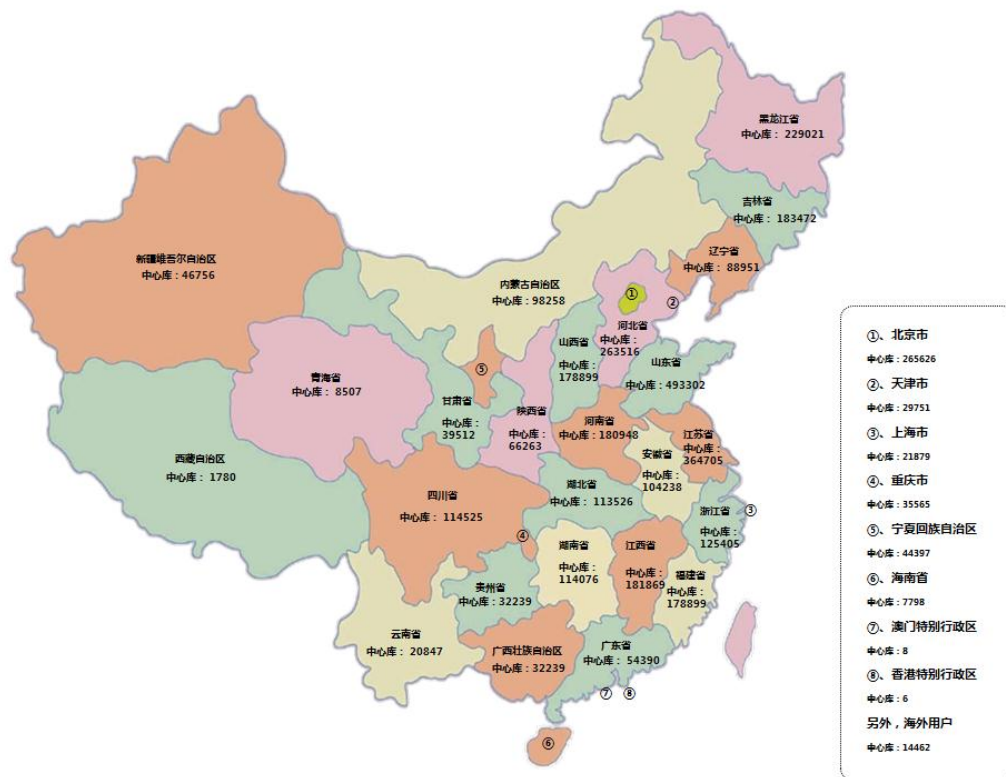 黑龙江省
中心库： 229021
吉林省
中心库： 183472
辽宁省
中心库： 88951
新疆维吾尔自治区
中心库：46756
内蒙古自治区
中心库：98258
①
②
河北省
中心库：
263516
山西省
中心库：
178899
山东省
中心库：493302
⑤
青海省
中心库： 8507
甘肃省
中心库：
39512
陕西省
中心库：
66263
河南省
中心库：180948
江苏省
中心库：
364705
安徽省
中心库：
104238
西藏自治区
中心库： 1780
四川省
中心库： 114525
湖北省
中心库：113526
浙江省
中心库：
125405
③
④
湖南省
中心库：
114076
江西省
中心库：
181869
福建省
中心库：
178899
贵州省
中心库：32239
云南省
中心库： 20847
广西壮族自治区
中心库：32239
广东省
中心库： 54390
⑦
⑧
⑥
①、北京市
中心库：265626
②、天津市
中心库：29751
③、上海市
中心库：21879
④、重庆市
中心库：35565
⑤、宁夏回族自治区
中心库：44397
⑥、海南省
中心库：7798
⑦、澳门特别行政区
中心库：8
⑧、香港特别行政区
中心库：6
另外，海外用户
中心库：14462